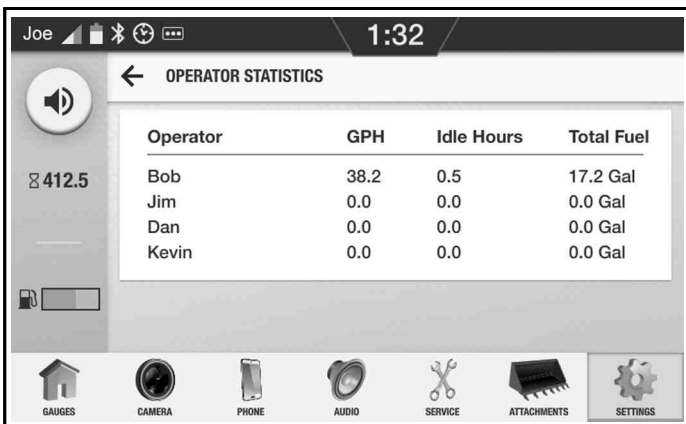 Joe 1:32
OPERATOR STATISTICS
412.5
Operator GPH Idle Hours Total Fuel
Bob 38.2 0.5 17.2 Gal
Jim 0.0 0.0 0.0 Gal
Dan 0.0 0.0 0.0 Gal
Kevin 0.0 0.0 0.0 Gal
GAUGES CAMERA PHONE AUDIO SERVICE ATTACHMENTS SETTINGS